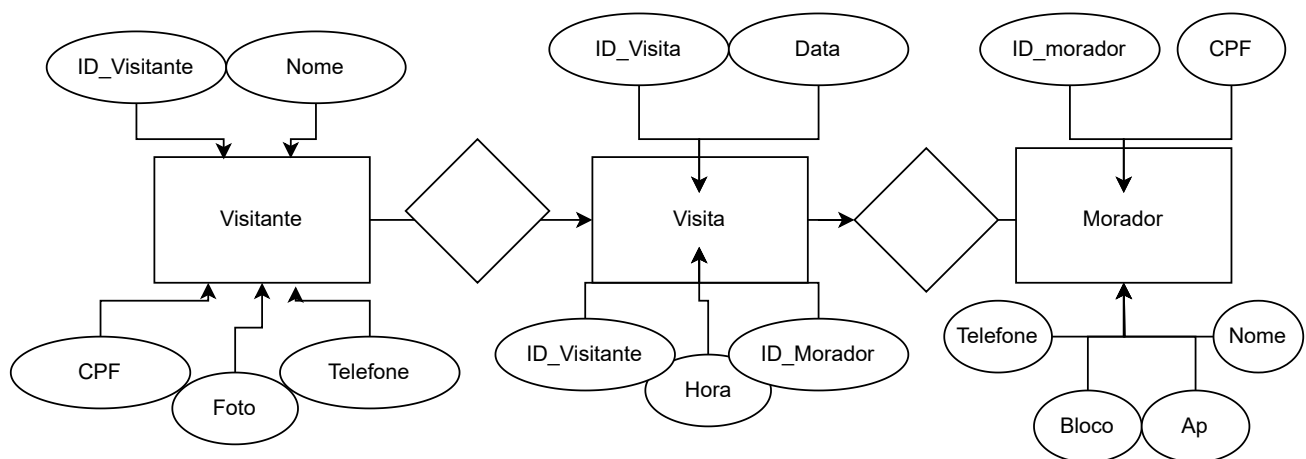 ID_Visitante
Nome
ID_Visita
Data
ID_morador
CPF
Visitante
Visita
Morador
CPF
Foto
Telefone
ID_Visitante
Hora
ID_Morador
Telefone
Nome
Bloco
Ap